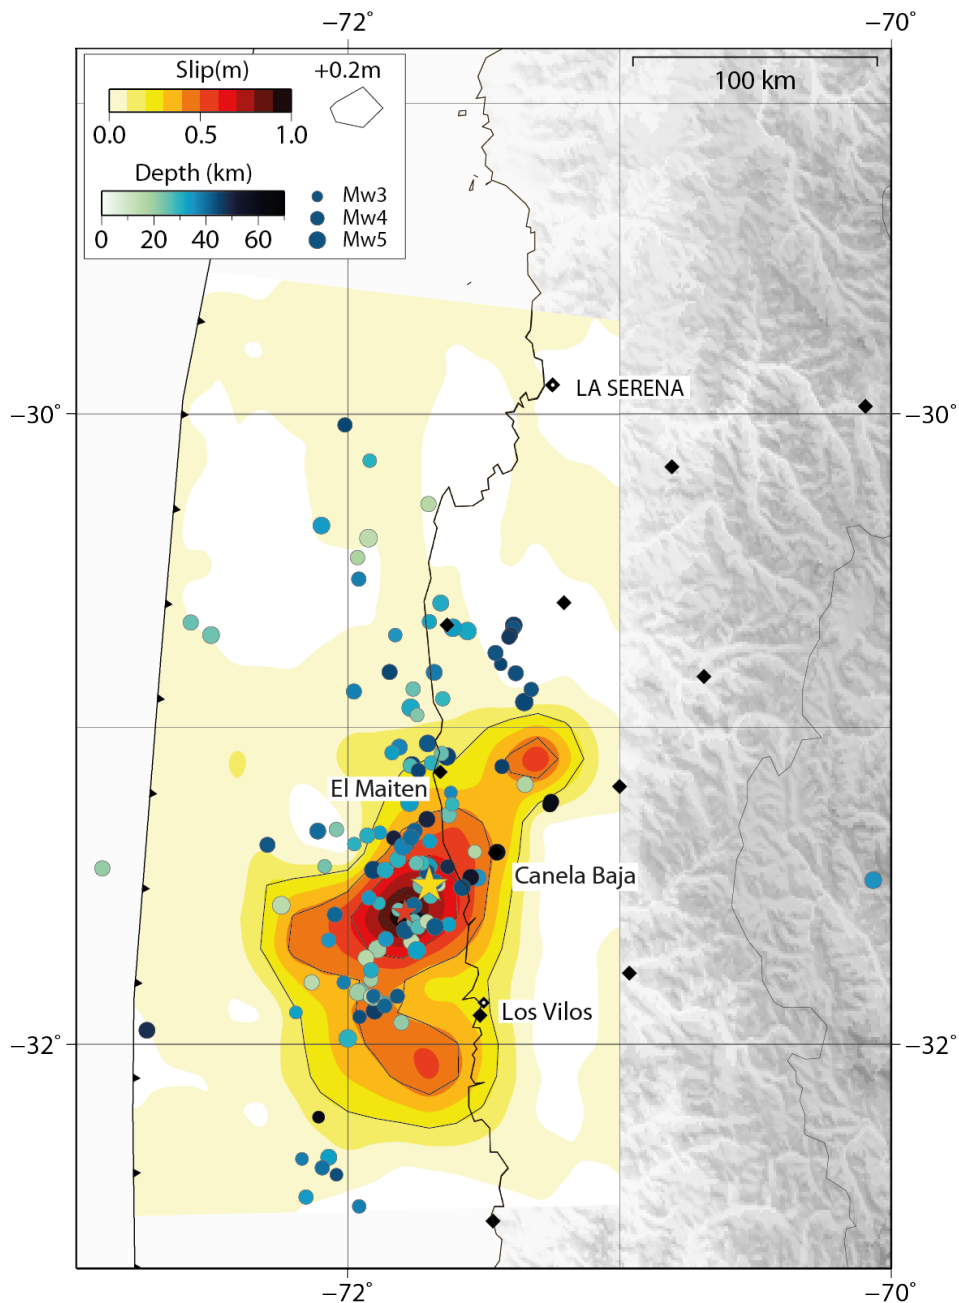 −72˚ −70˚
Slip(m) +0.2m
0.0 0.5 1.0
Depth (km)
0 20 40 60
Mw3
Mw4
Mw5
100 km
LA SERENA
−30˚ −30˚
El Maiten
Canela Baja
Los Vilos
−32˚ −32˚
−72˚ −70˚